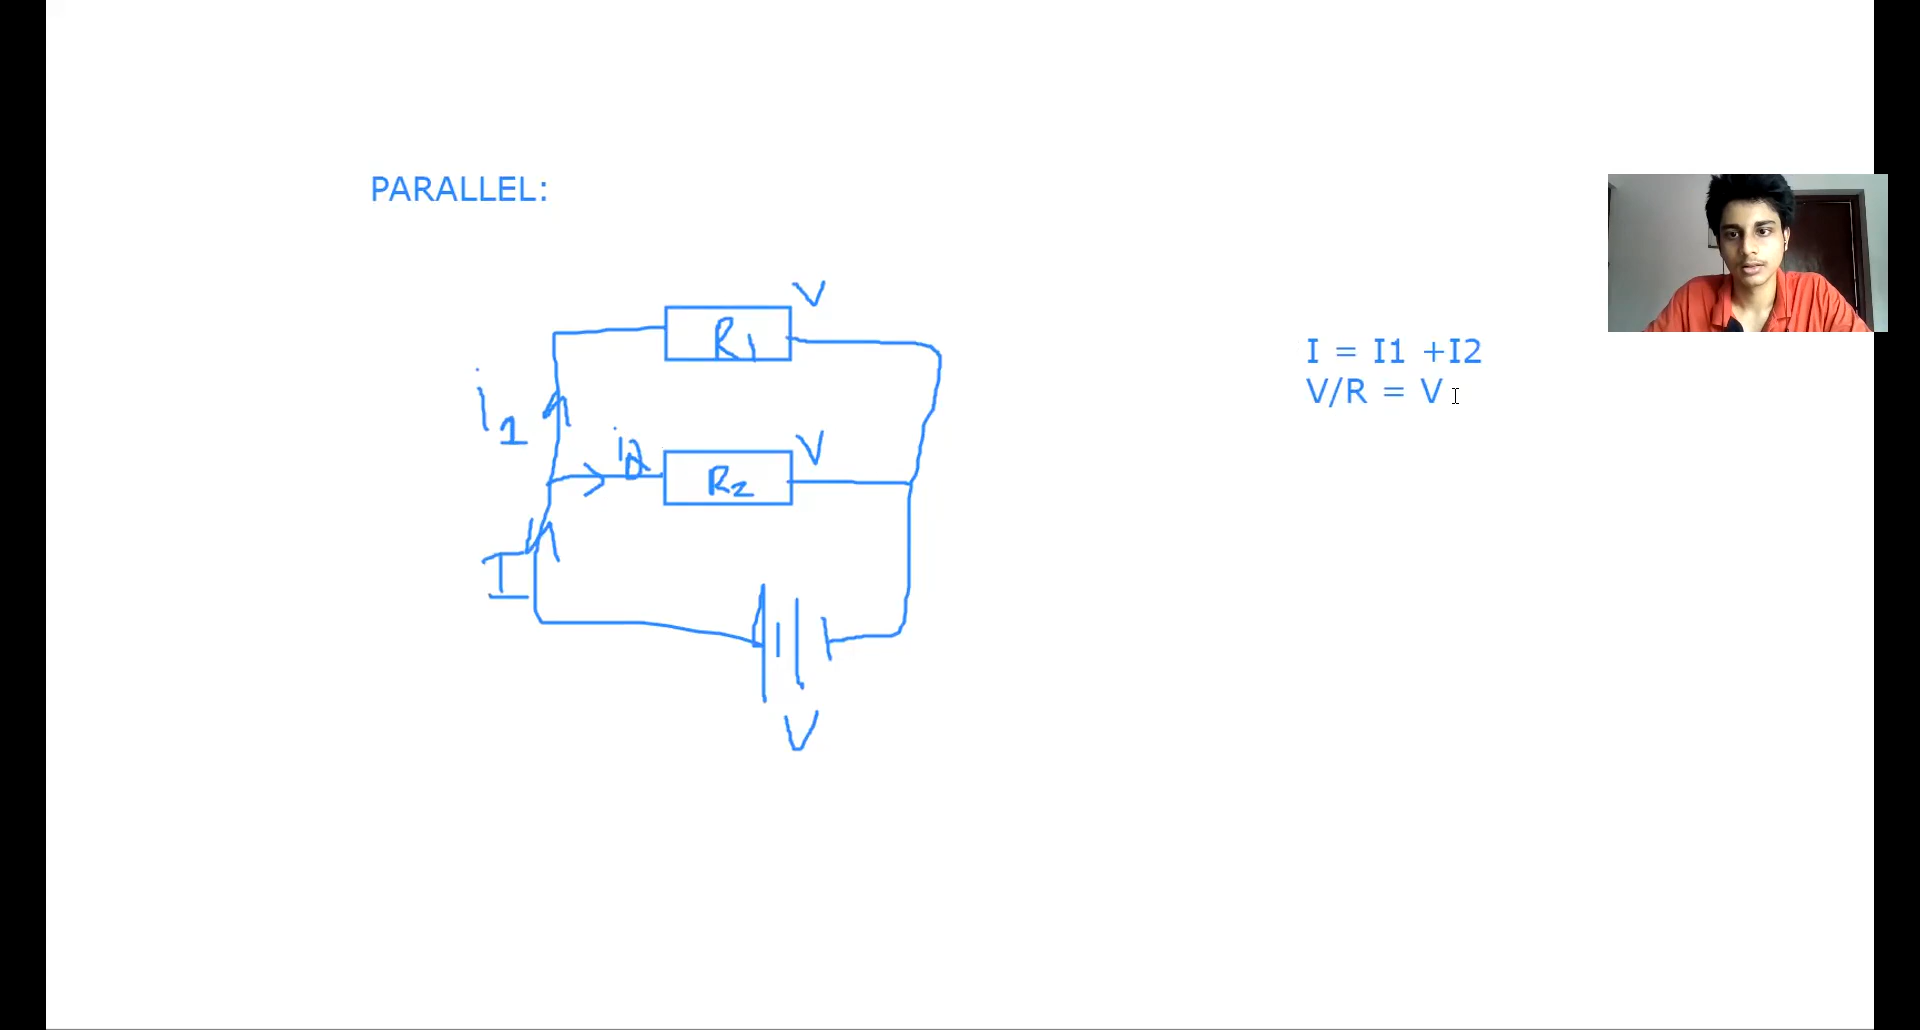 PARALLEL:
V
R1
I = I1 +I2
V/R = V
i1
i2
V
R2
I
V